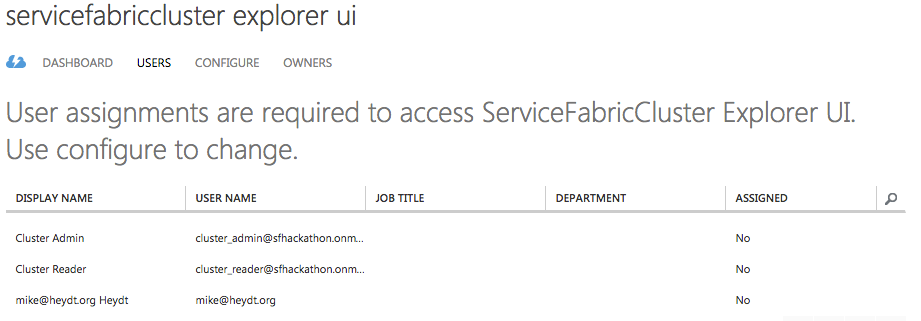 servicefabriccluster explorer ui
DASHBOARD USERS CONFIGURE OWNERS
User assignments are required to access ServiceFabricCluster Explorer UI.
Use configure to change.
DISPLAY NAME USER NAME JOB TITLE DEPARTMENT ASSIGNED
Cluster Admin cluster_admin@sfhackathon.onm... No
Cluster Reader cluster_reader@sfhackathon.onm... No
mike@heydt.org Heydt mike@heydt.org No